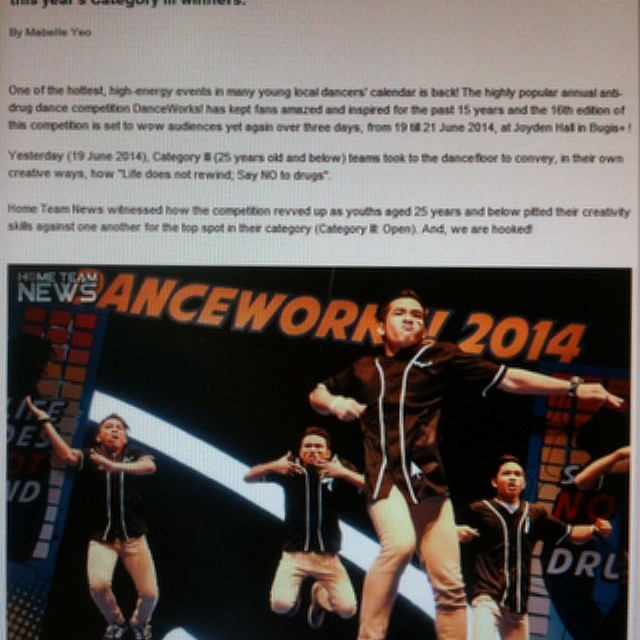 this year's Category III winners.
By Mabelle Yeo
One of the hottest, high-energy events in many young local dancers' calendar is back! The highly popular annual anti-
drug dance competition DanceWorks! has kept fans amazed and inspired for the past 15 years and the 16th edition of
this competition is set to wow audiences yet again over three days, from 19 till 21 June 2014, at Joyden Hall in Bugis+ !
Yesterday (19 June 2014), Category III (25 years old and below) teams took to the dancefloor to convey, in their own
creative ways, how "Life does not rewind; Say NO to drugs".
Home Team News witnessed how the competition revved up as youths aged 25 years and below pitted their creativity
skills against one another for the top spot in their category (Category III: Open). And, we are hooked!
HOME TEAM
NEWS
DANCEWOR 2014
LIFE
DES
OT
ND
NO
DRU